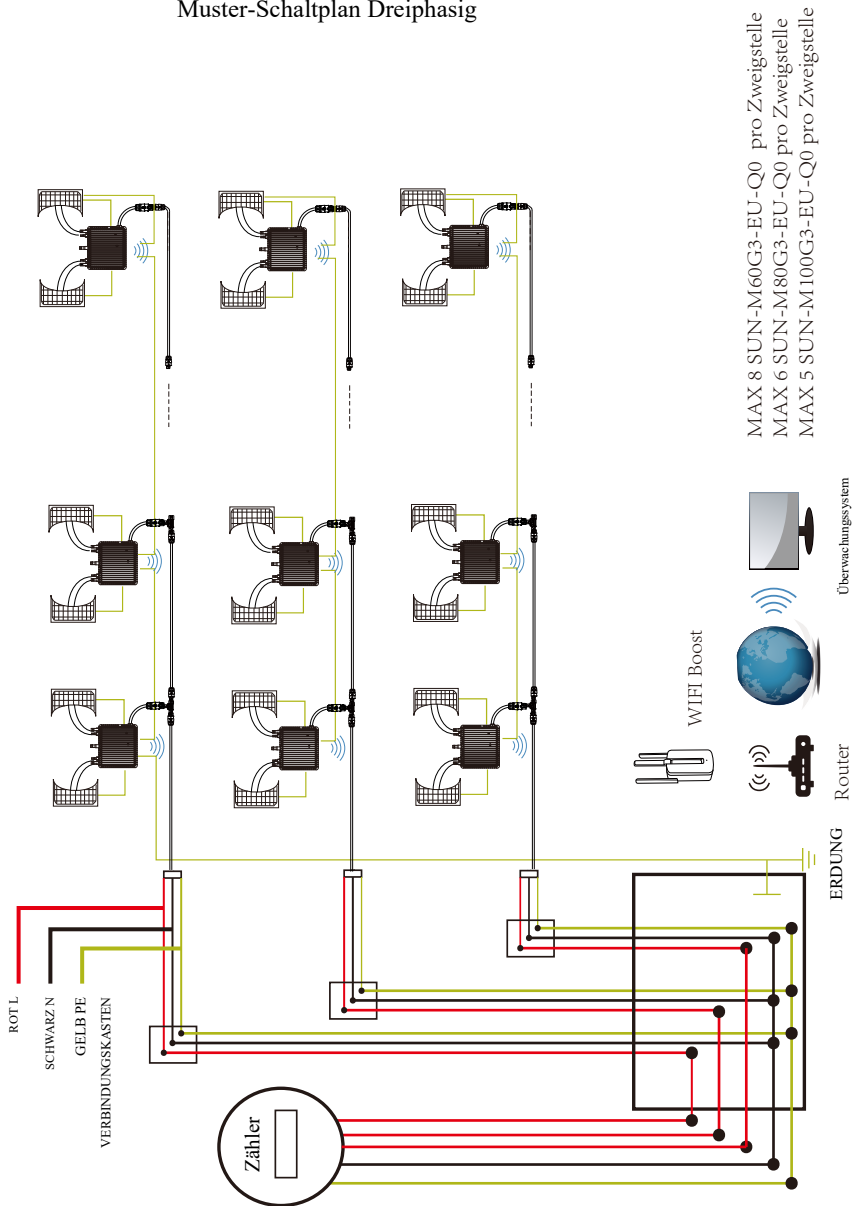 Muster-Schaltplan Dreiphasig
MAX 8 SUN-M60G3-EU-Q0 pro Zweigstelle
MAX 6 SUN-M80G3-EU-Q0 pro Zweigstelle
MAX 5 SUN-M100G3-EU-Q0 pro Zweigstelle
Überwachungssystem
WIFI Boost
Router
ERDUNG
ROT L
SCHWARZ N
GELB PE
VERBINDUNGSKASTEN
Zähler